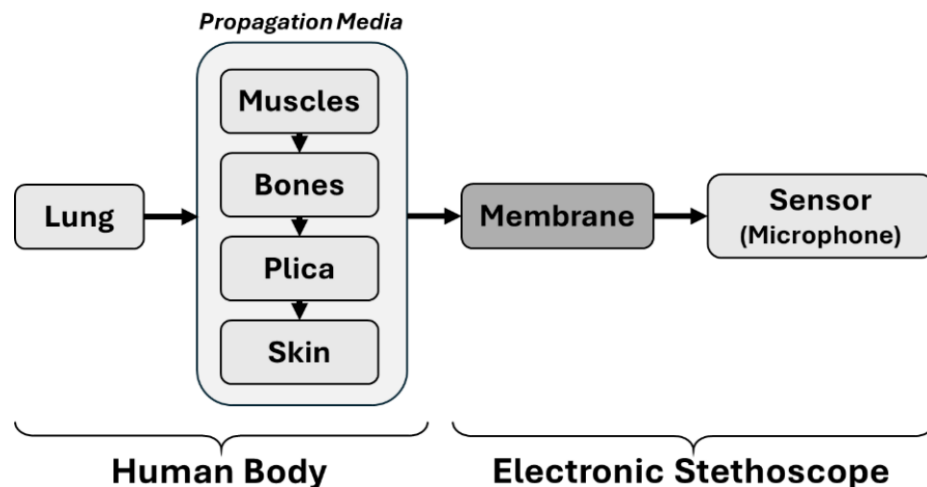 Propagation Media
Muscles
Bones
Plica
Skin
Lung
Membrane
Sensor
(Microphone)
Human Body
Electronic Stethoscope